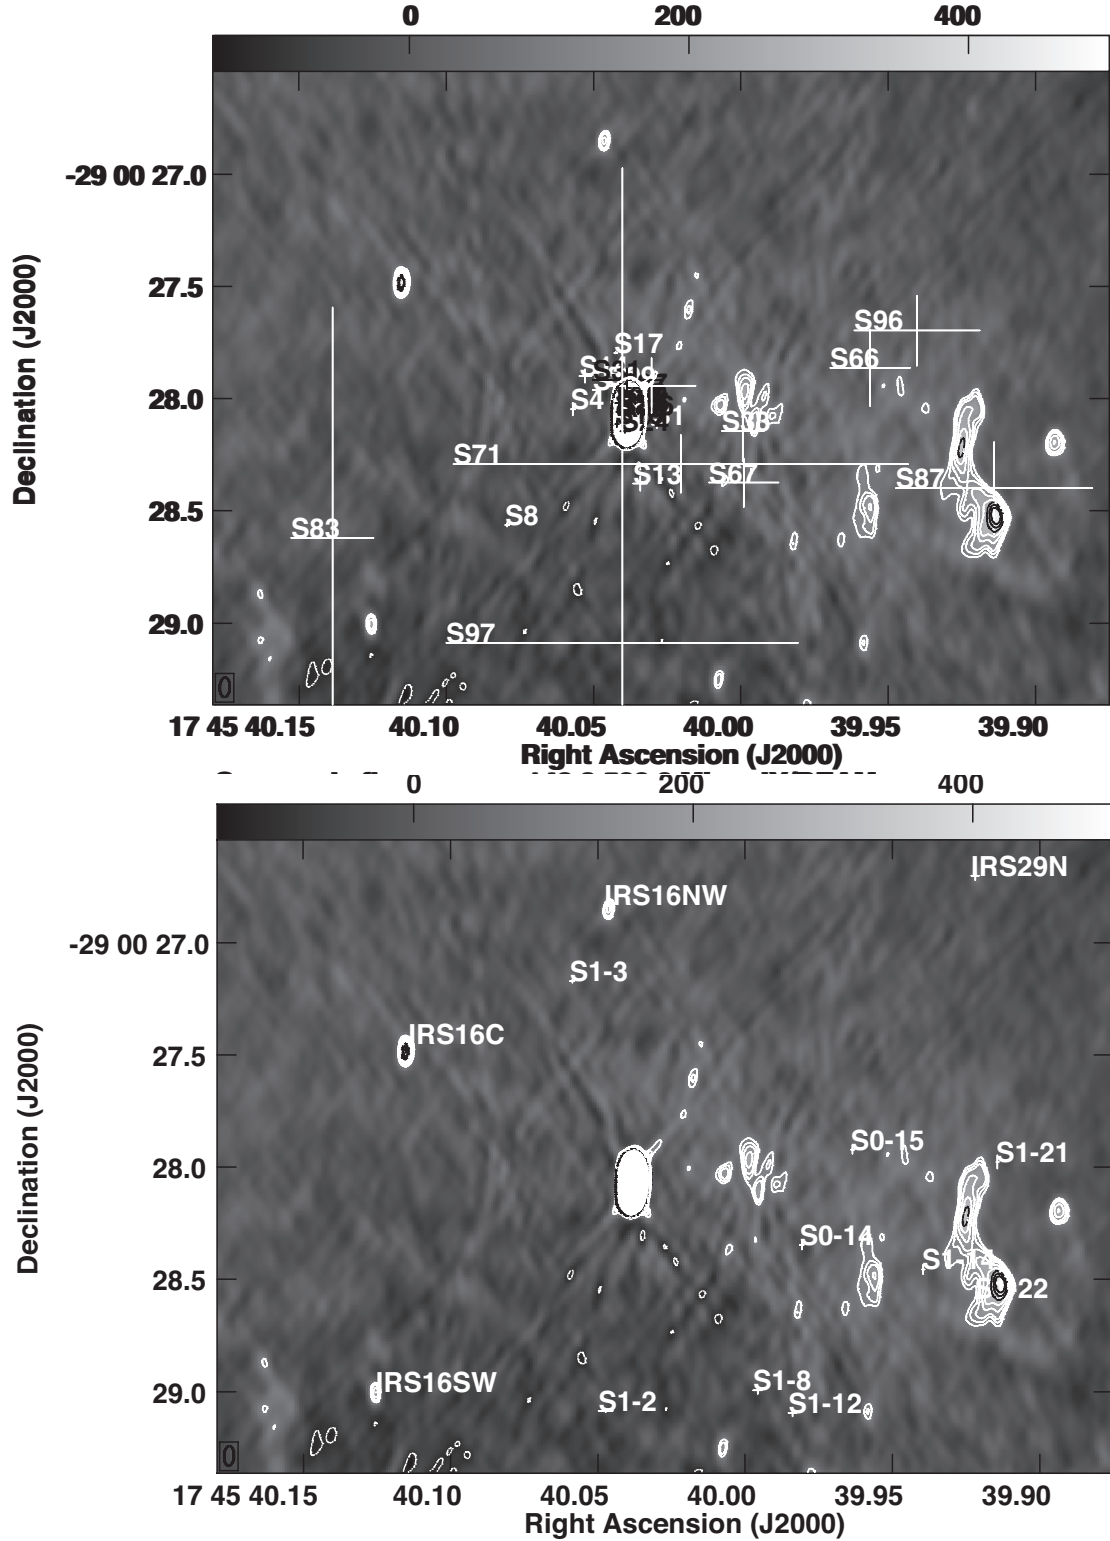 0 200 400
-29 00 27.0
27.5
28.0
28.5
29.0
Declination (J2000)
S96
S17
S66
S4
S38
S71
S13 S67
S87
S8
S83
S97
17 45 40.15 40.10 40.05 40.00 39.95 39.90
Right Ascension (J2000)
0 200 400
-29 00 27.0
27.5
28.0
28.5
29.0
Declination (J2000)
IRS29N
IRS16NW
S1-3
IRS16C
S0-15
S1-21
S0-14
22
IRS16SW
S1-8
S1-2
S1-12
17 45 40.15 40.10 40.05 40.00 39.95 39.90
Right Ascension (J2000)